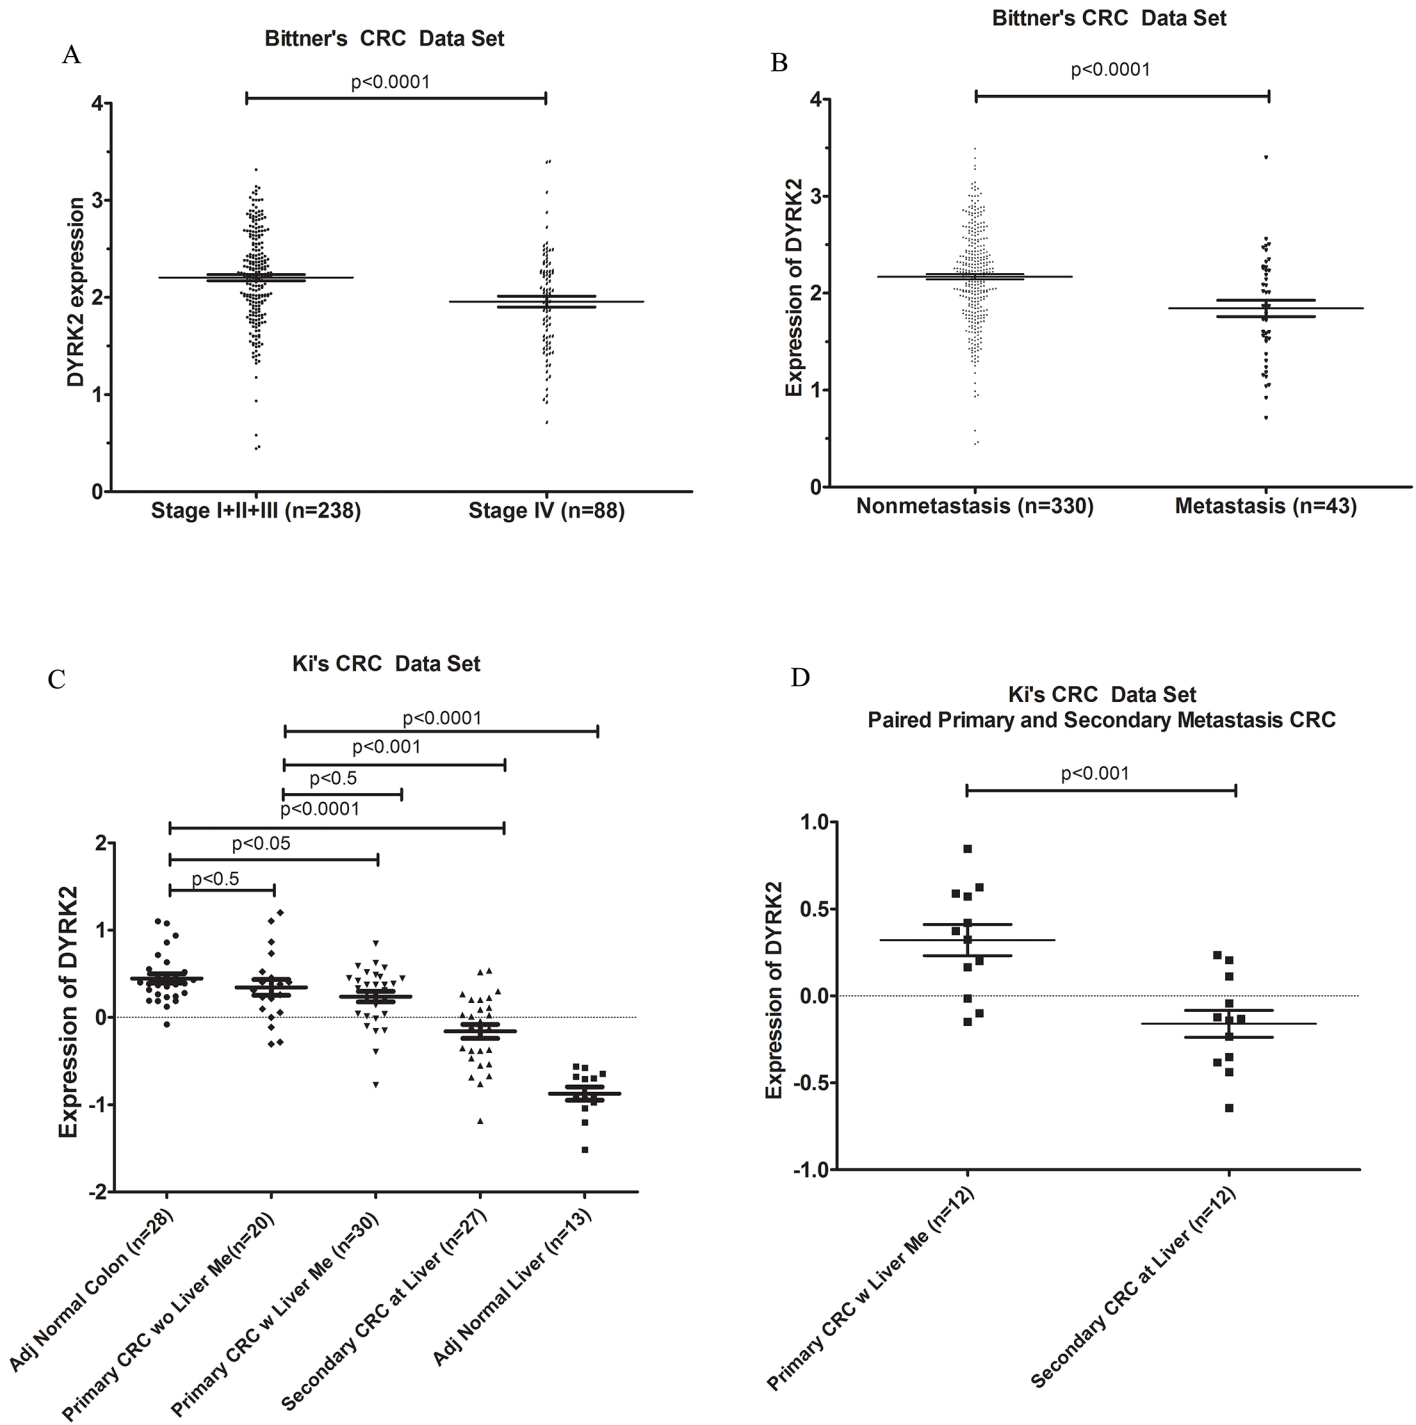 A
Bittner's CRC Data Set
p<0.0001
DYRK2 expression
4
3
2
1
0
Stage I+II+III (n=238)
Stage IV (n=88)
B
Bittner's CRC Data Set
p<0.0001
Expression of DYRK2
4
3
2
1
0
Nonmetastasis (n=330)
Metastasis (n=43)
C
Ki's CRC Data Set
p<0.0001
p<0.001
p<0.5
p<0.0001
p<0.05
p<0.5
Expression of DYRK2
2
1
0
-1
-2
Adj Normal Colon (n=28)
Primary CRC wo Liver Me(n=20)
Primary CRC w Liver Me (n=30)
Secondary CRC at Liver (n=27)
Adj Normal Liver (n=13)
D
Ki's CRC Data Set
Paired Primary and Secondary Metastasis CRC
p<0.001
Expression of DYRK2
1.0
0.5
0.0
-0.5
-1.0
Primary CRC w Liver Me (n=12)
Secondary CRC at Liver (n=12)